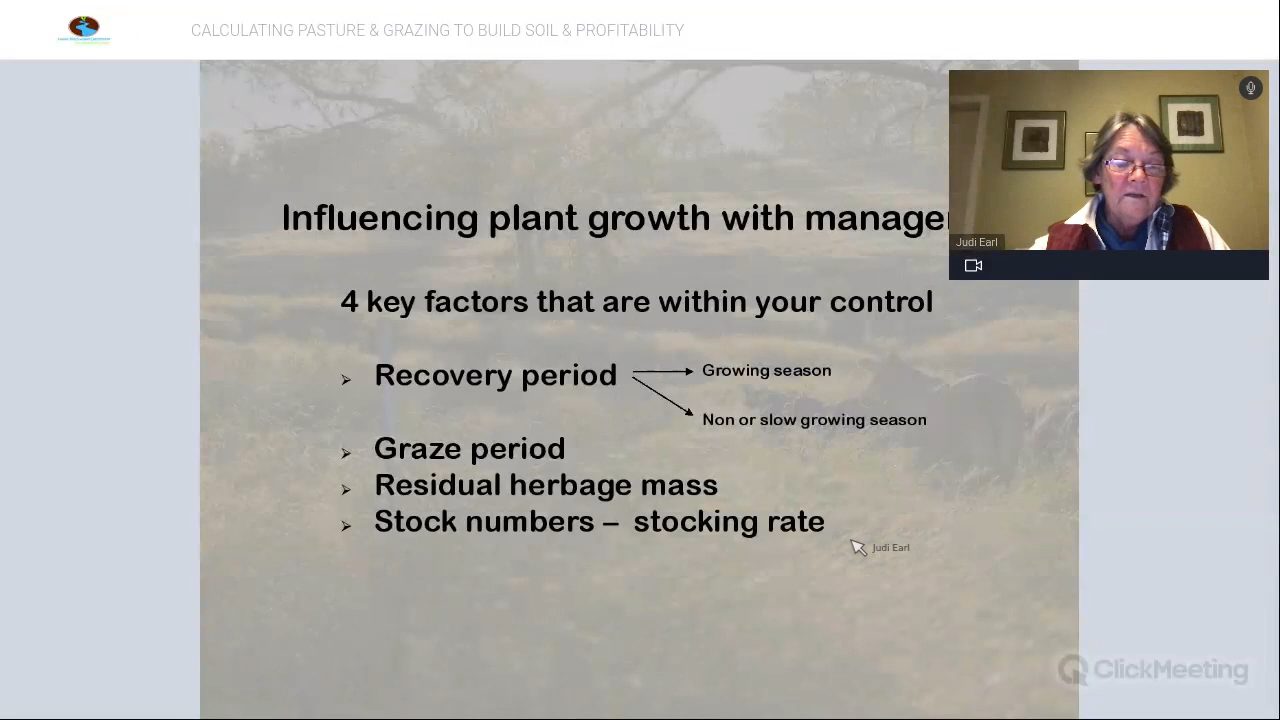 CALCULATING PASTURE & GRAZING TO BUILD SOIL & PROFITABILITY
Influencing plant growth with manage
Judi Earl
4 key factors that are within your control
➢ Recovery period
Growing season
Non or slow growing season
➢ Graze period
➢ Residual herbage mass
➢ Stock numbers – stocking rate
Judi Earl
ClickMeeting